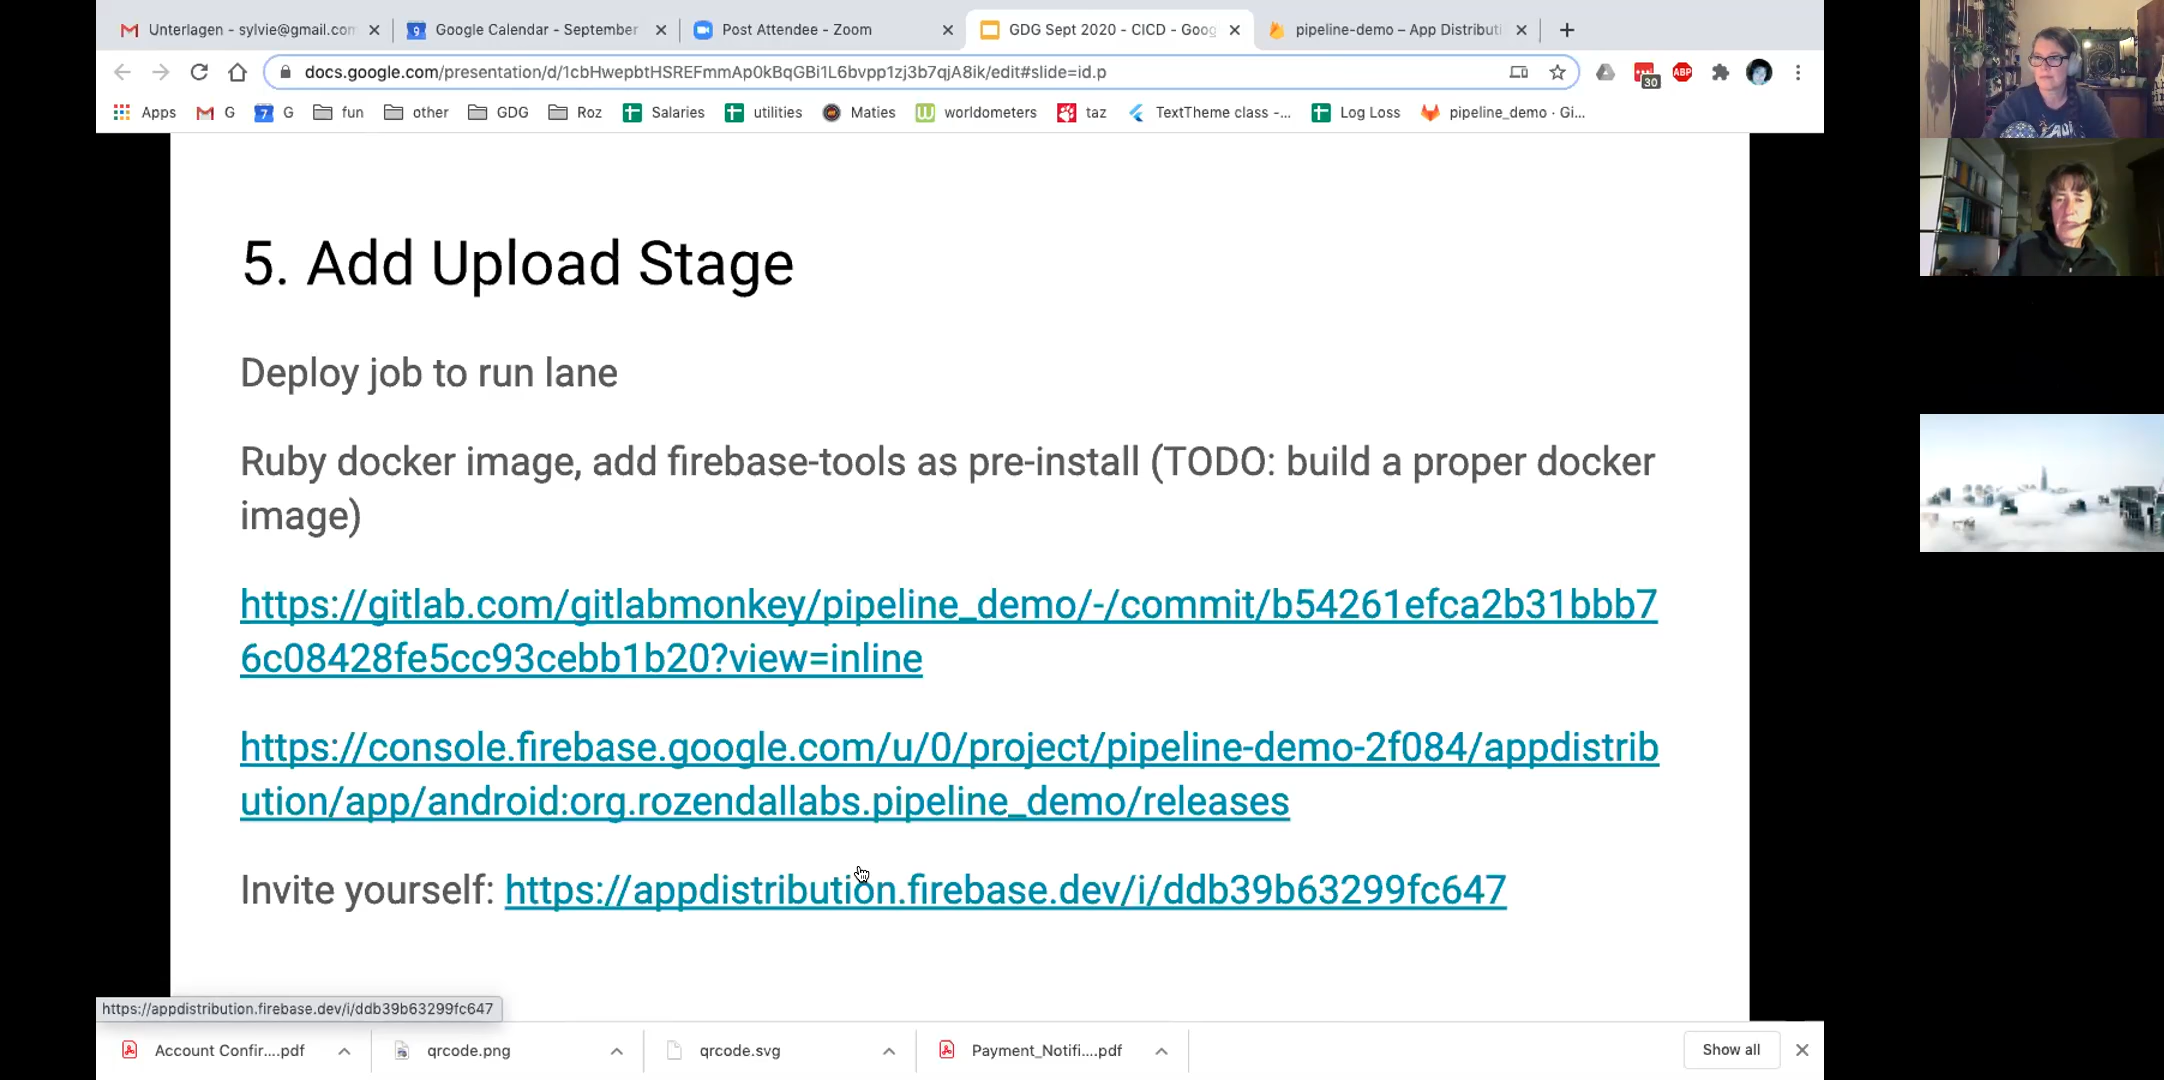 Unterlagen - sylvie@gmail.com
Google Calendar - September
Post Attendee - Zoom
GDG Sept 2020 - CICD - Goog
pipeline-demo – App Distributi
docs.google.com/presentation/d/1cbHwepbtHSREFmmAp0kBqGBi1L6bvpp1zj3b7qjA8ik/edit#slide=id.p
30
ABP
Apps
G
7
G
fun
other
GDG
Roz
Salaries
utilities
Maties
worldometers
taz
TextTheme class -...
Log Loss
pipeline_demo · Gi...
5. Add Upload Stage
Deploy job to run lane
Ruby docker image, add firebase-tools as pre-install (TODO: build a proper docker
image)
https://gitlab.com/gitlabmonkey/pipeline_demo/-/commit/b54261efca2b31bbb7
6c08428fe5cc93cebb1b20?view=inline
https://console.firebase.google.com/u/0/project/pipeline-demo-2f084/appdistrib
ution/app/android:org.rozendallabs.pipeline_demo/releases
Invite yourself: https://appdistribution.firebase.dev/i/ddb39b63299fc647
https://appdistribution.firebase.dev/i/ddb39b63299fc647
Account Confir....pdf
qrcode.png
qrcode.svg
Payment_Notifi....pdf
Show all